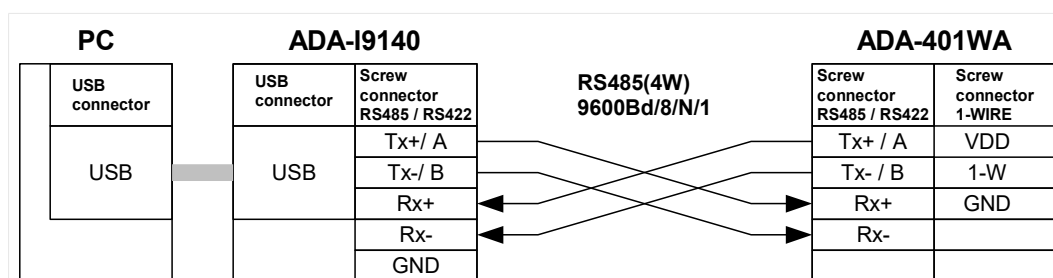 PC
ADA-I9140
ADA-401WA
USB
connector
USB
connector
Screw
connector
RS485 / RS422
RS485(4W)
9600Bd/8/N/1
Screw
connector
RS485 / RS422
Screw
connector
1-WIRE
USB
USB
Tx+/ A
Tx-/ B
Rx+
Rx-
GND
Tx+ / A
VDD
Tx- / B
1-W
Rx+
GND
Rx-